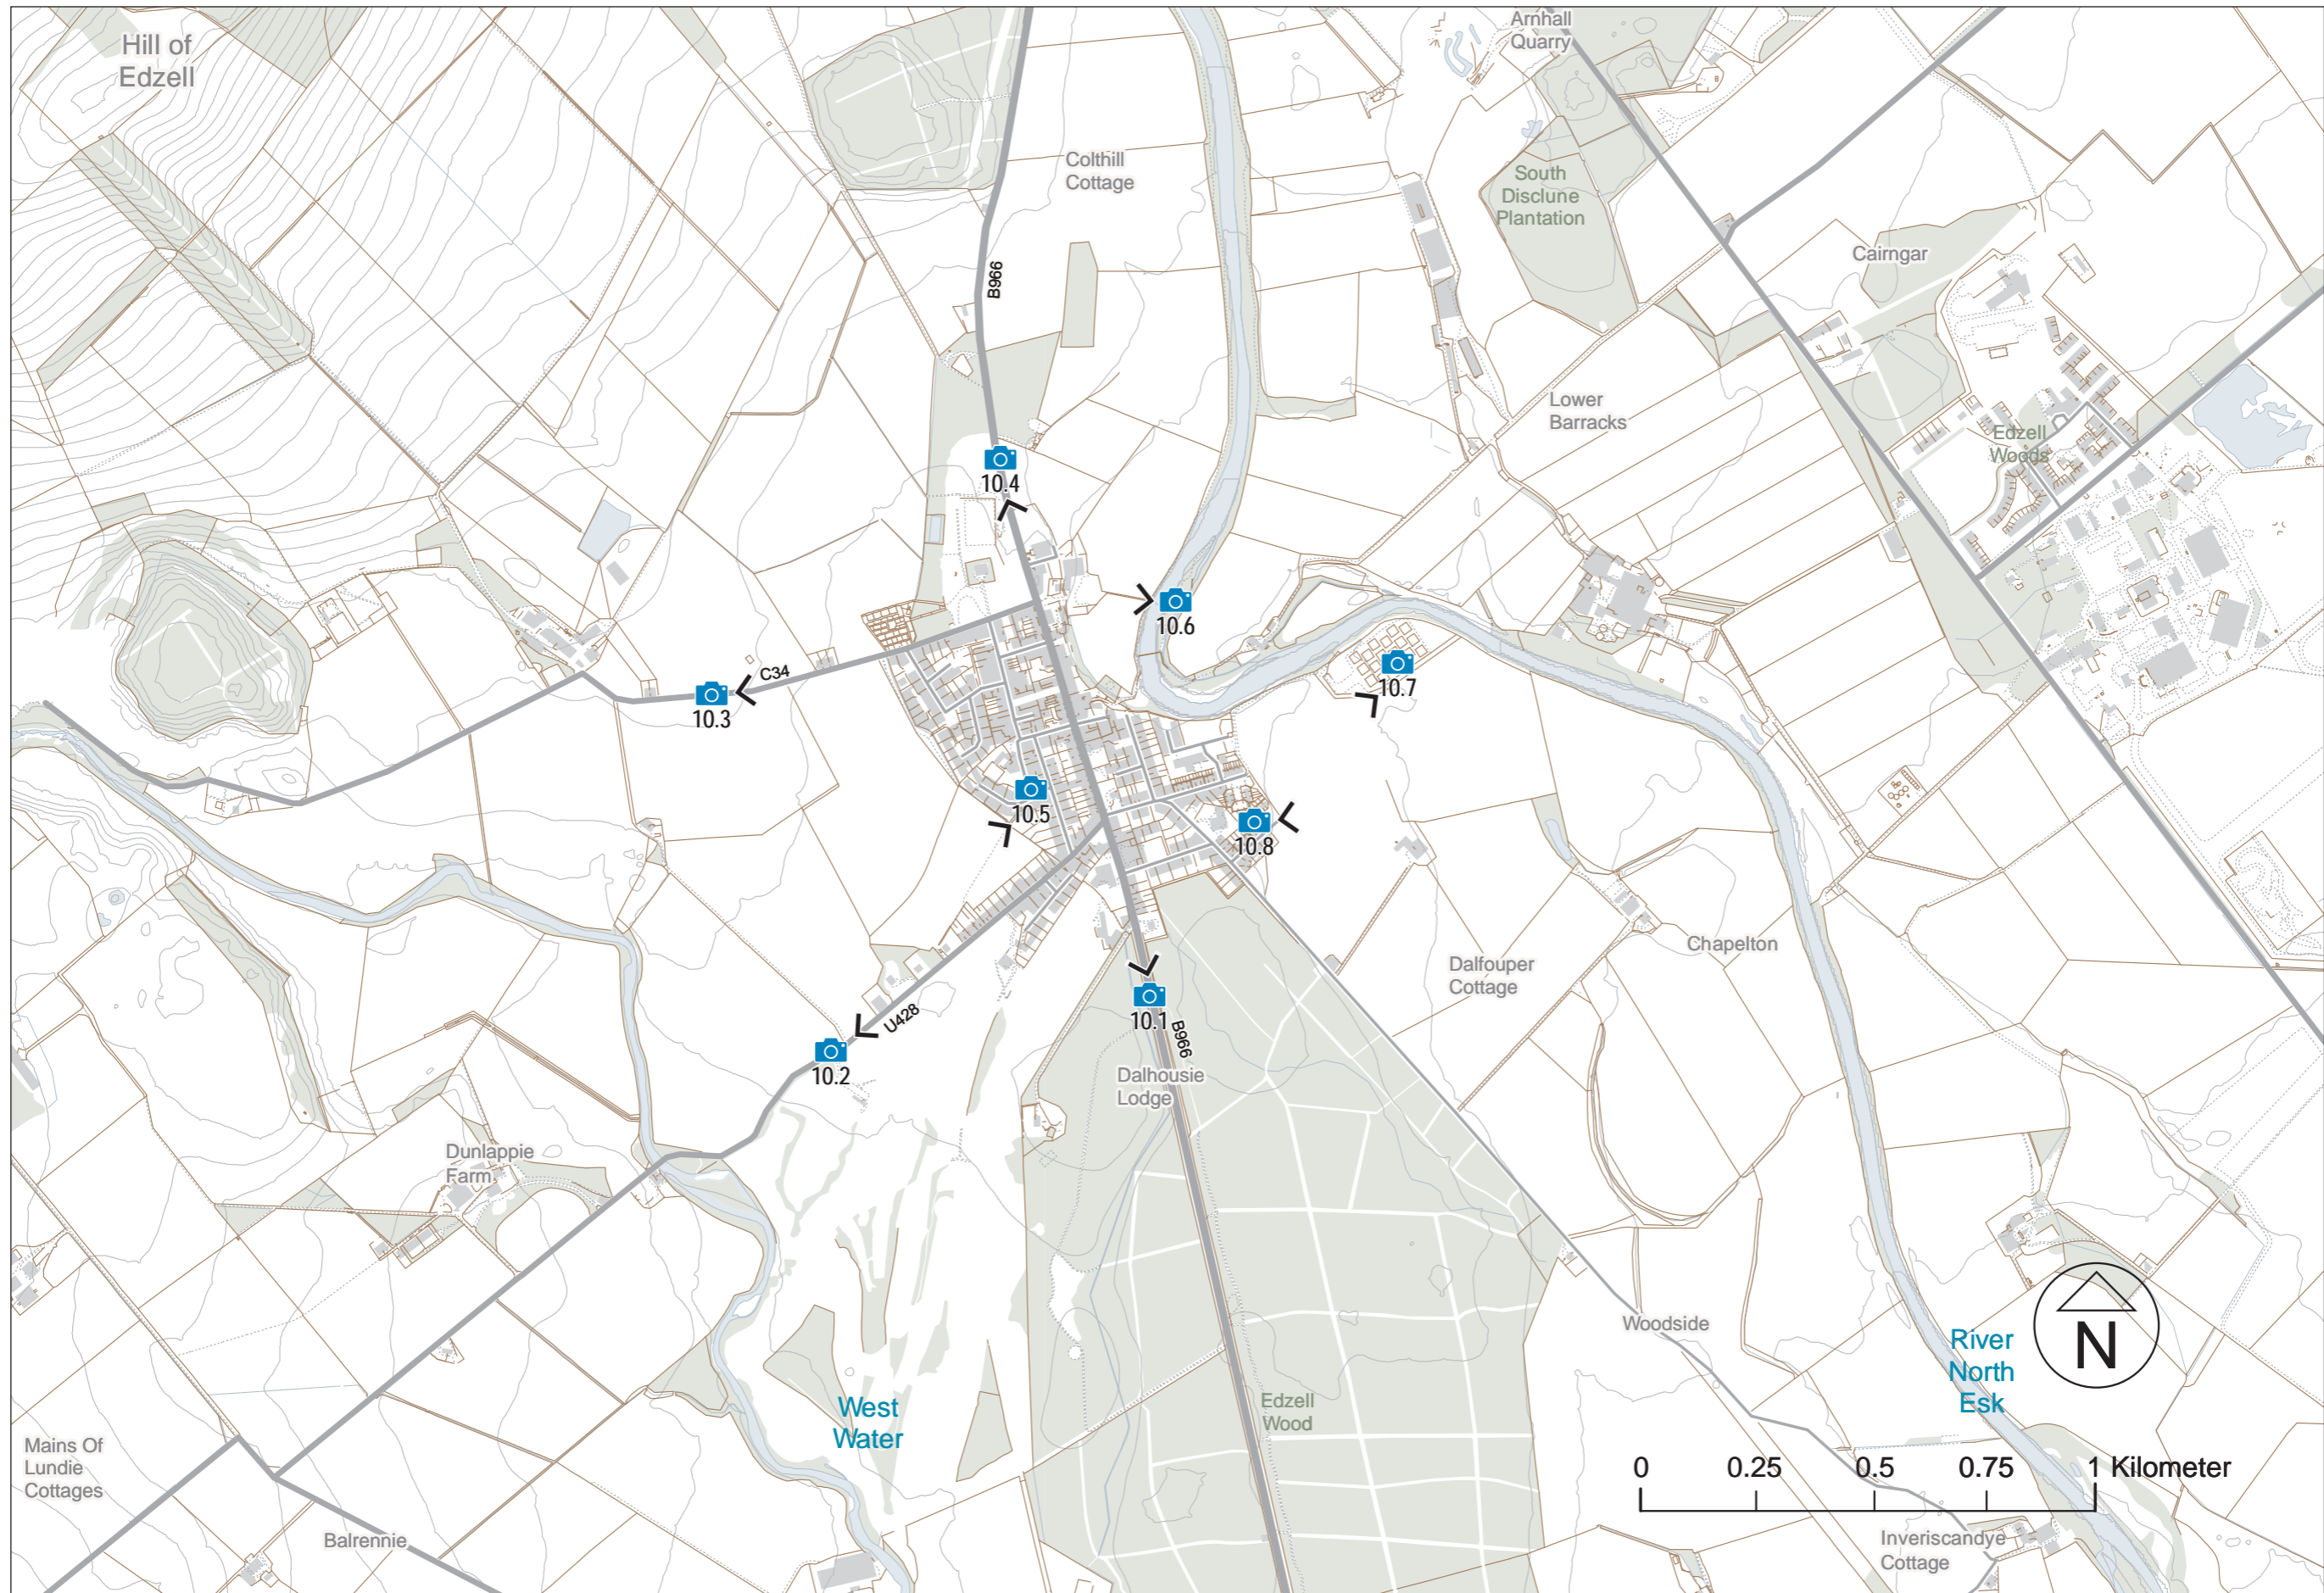 Hill of
Edzell
Arnhall
Quarry
Colthill
Cottage
South
Disclune
Plantation
Cairngar
B966
Lower
Barracks
Edzell
Woods
10.4
10.6
C34
10.3
10.7
10.5
10.8
Chapelton
Dalfouper
Cottage
U428
10.1
B966
10.2
Dalhousie
Lodge
Dunlappie
Farm
Woodside
River
North
Esk
N
West
Water
Edzell
Wood
Mains Of
Lundie
Cottages
0 0.25 0.5 0.75 1 Kilometer
Balrennie
Inveriscandye
Cottage